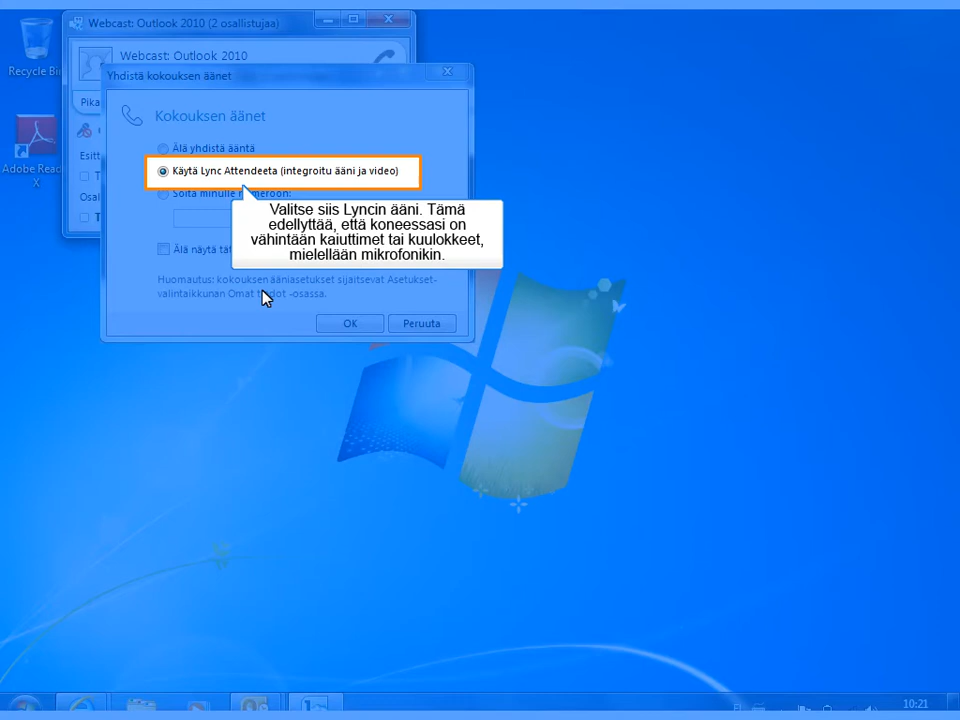 Webcast: Outlook 2010 (2 osallistujaa)
Webcast: Outlook 2010
Recycle Bin
Yhdistä kokouksen äänet
Pika
Kokouksen äänet
Älä yhdistä ääntä
Esitt
Käytä Lync Attendeeta (integroitu ääni ja video)
Adobe Reader
X
T
Osal
Soita minulle numeroon:
T
Valitse siis Lyncin ääni. Tämä
edellyttää, että koneessasi on
vähintään kaiuttimet tai kuulokkeet,
mielellään mikrofonikin.
Älä näytä tät
Huomautus: kokouksen ääniasetukset sijaitsevat Asetukset-
valintaikkunan Omat tiedot -osassa.
OK
Peruuta
FI
10:21